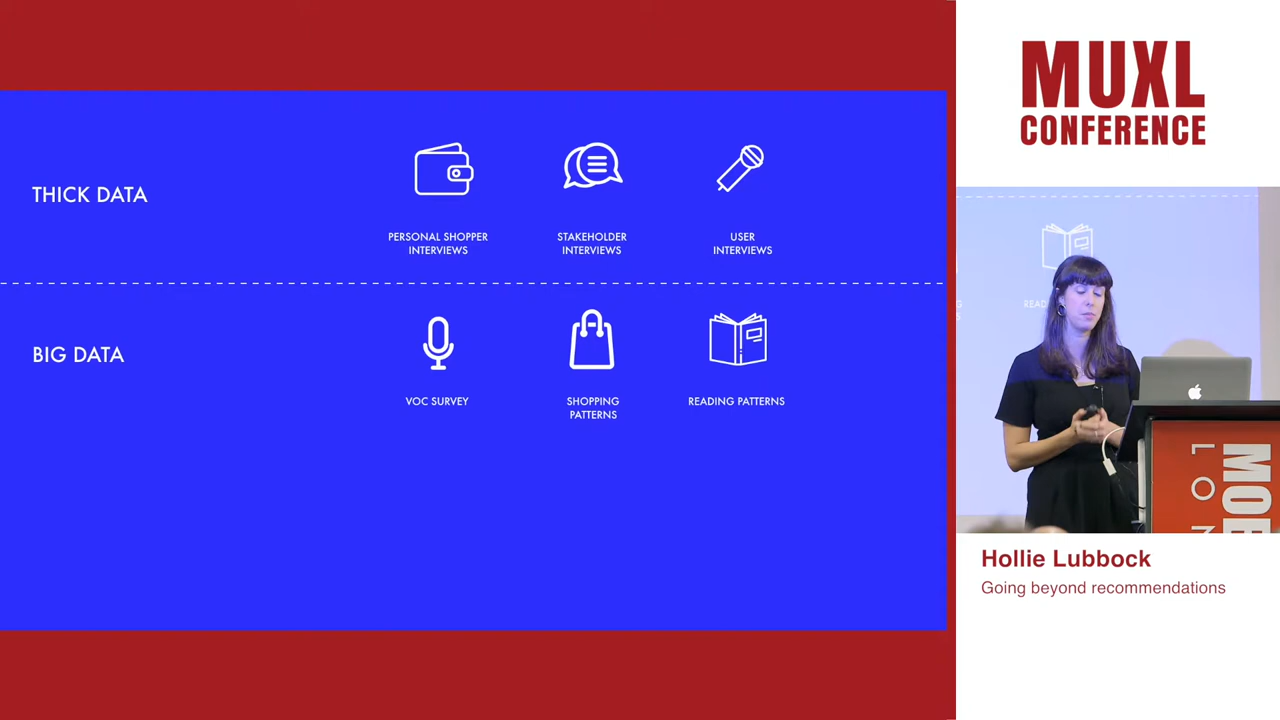 THICK DATA
PERSONAL SHOPPER
INTERVIEWS
STAKEHOLDER
INTERVIEWS
USER
INTERVIEWS
BIG DATA
VOC SURVEY
SHOPPING
PATTERNS
READING PATTERNS
MUXL
CONFERENCE
Hollie Lubbock
Going beyond recommendations